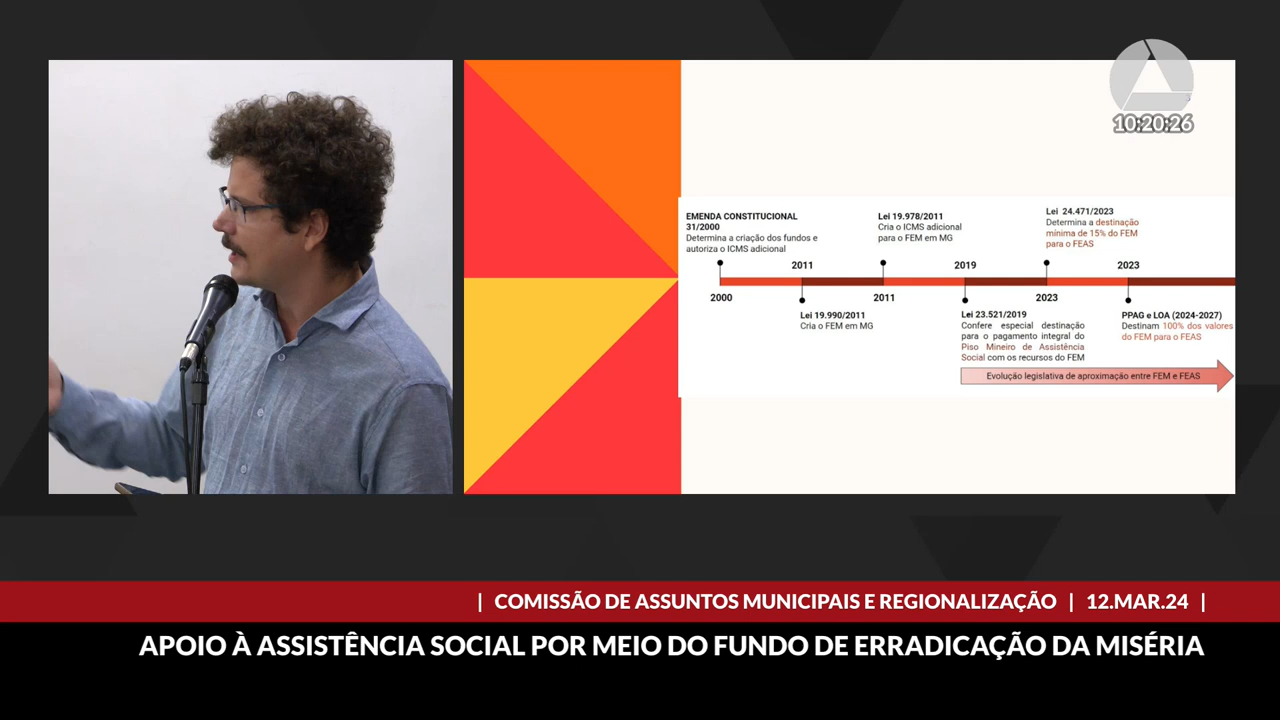 10:20:26
EMENDA CONSTITUCIONAL
31/2000
Determina a criação dos fundos e
autoriza o ICMS adicional
Lei 19.978/2011
Cria o ICMS adicional
para o FEM em MG
Lei 24.471/2023
Determina a destinação
mínima de 15% do FEM
para o FEAS
2011
2019
2023
2000
2011
2023
Lei 19.990/2011
Cria o FEM em MG
Lei 23.521/2019
Confere especial destinação
para o pagamento integral do
Piso Mineiro de Assistência
Social com os recursos do FEM
PPAG e LOA (2024-2027)
Destinam 100% dos valores
do FEM para o FEAS
Evolução legislativa de aproximação entre FEM e FEAS
| COMISSÃO DE ASSUNTOS MUNICIPAIS E REGIONALIZAÇÃO | 12.MAR.24 |
APOIO À ASSISTÊNCIA SOCIAL POR MEIO DO FUNDO DE ERRADICAÇÃO DA MISÉRIA